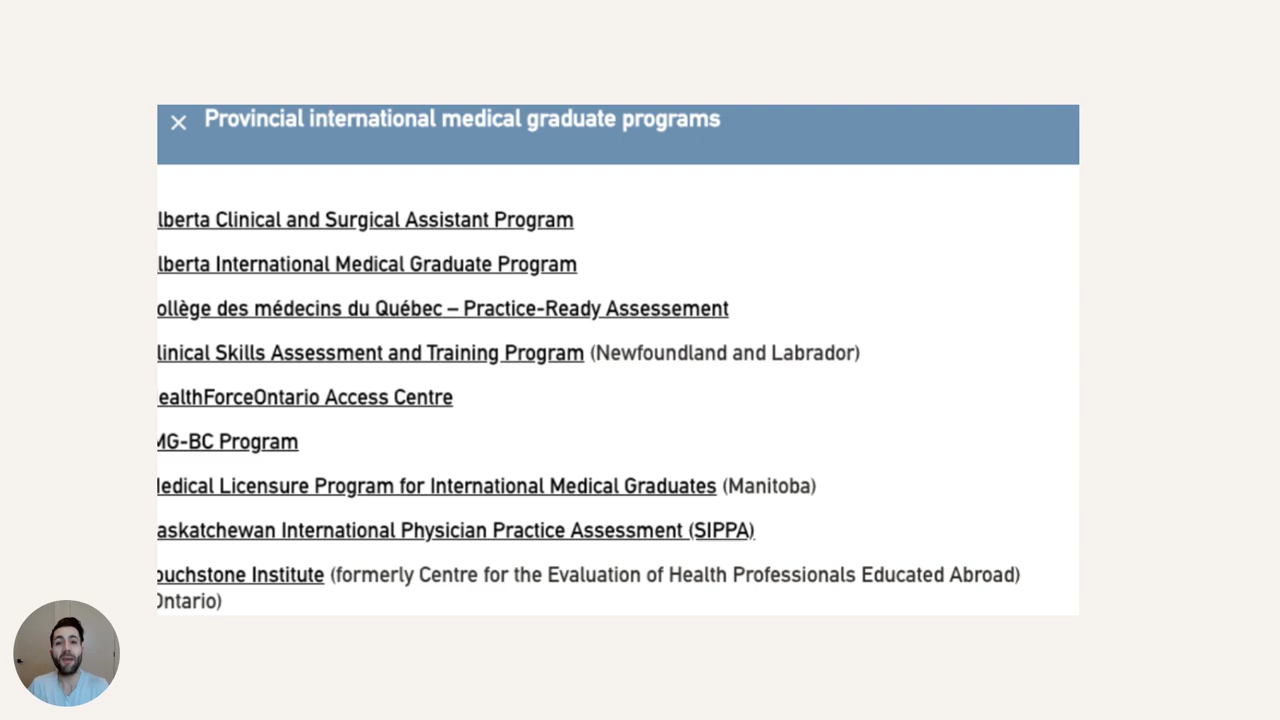 Provincial international medical graduate programs
lberta Clinical and Surgical Assistant Program
lberta International Medical Graduate Program
ollège des médecins du Québec – Practice-Ready Assessement
linical Skills Assessment and Training Program (Newfoundland and Labrador)
ealthForceOntario Access Centre
MG-BC Program
edical Licensure Program for International Medical Graduates (Manitoba)
askatchewan International Physician Practice Assessment (SIPPA)
ouchstone Institute (formerly Centre for the Evaluation of Health Professionals Educated Abroad)
Ontario)